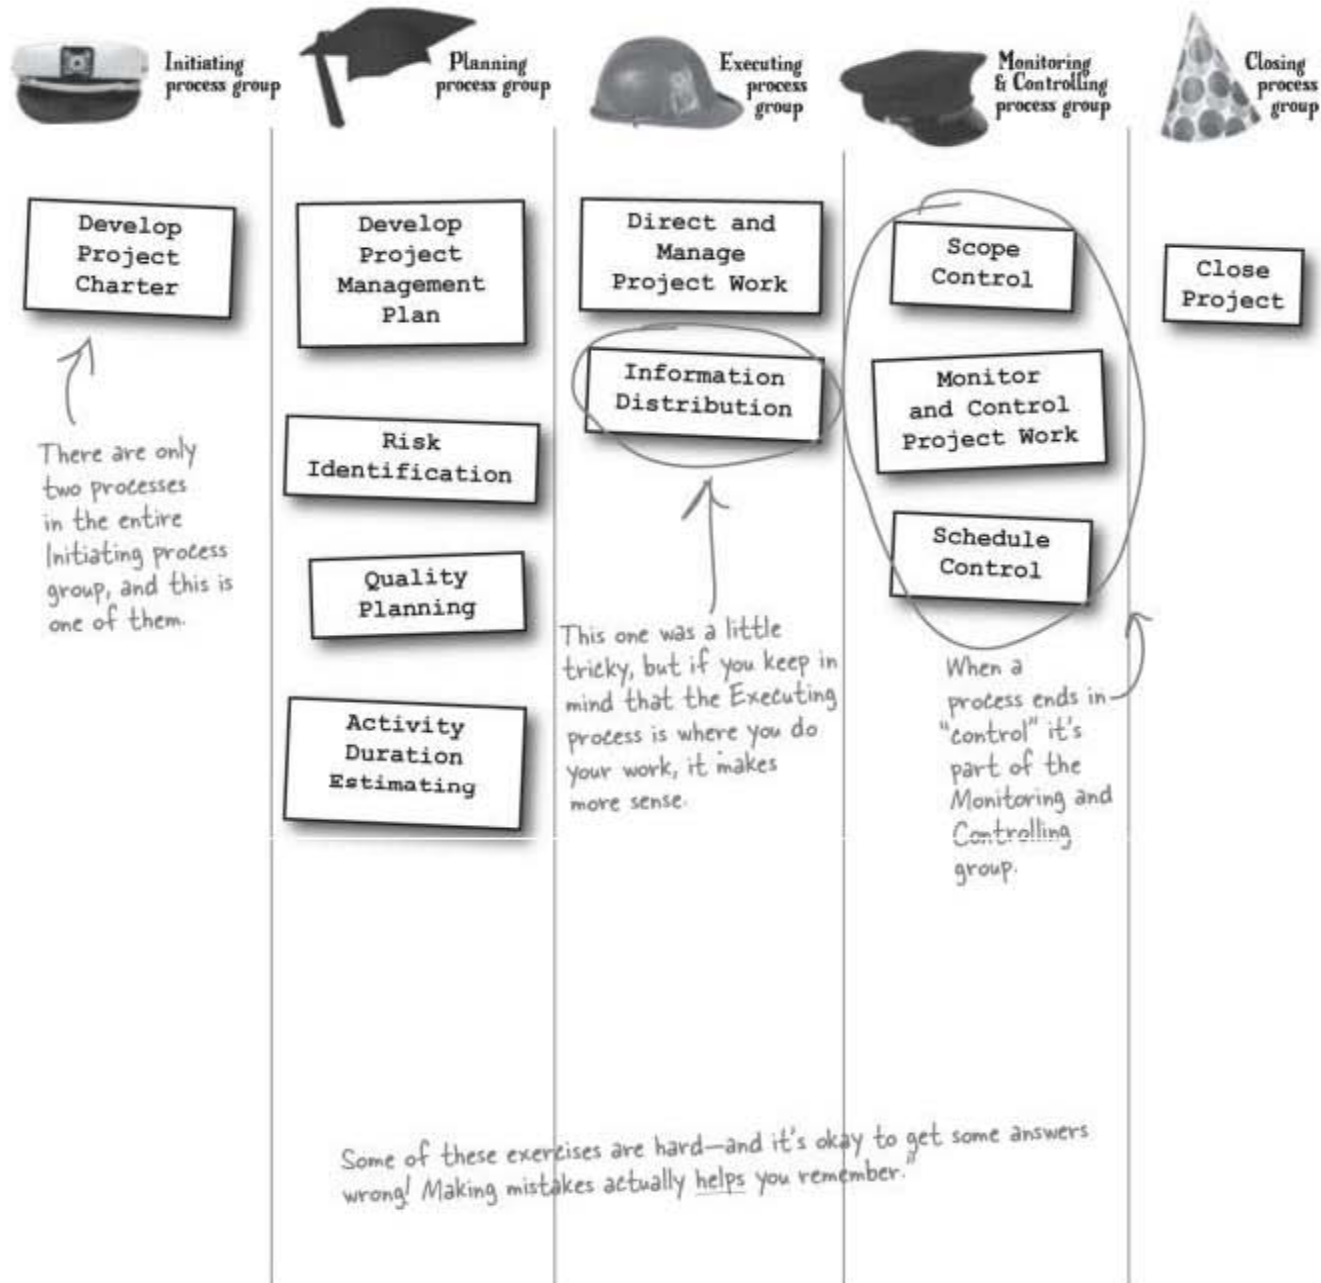 Initiating
process group
Planning
process group
Executing
process
group
Monitoring
& Controlling
process group
Closing
process
group
Develop
Project
Charter
There are only
two processes
in the entire
Initiating process
group, and this is
one of them.
Develop
Project
Management
Plan
Risk
Identification
Quality
Planning
Activity
Duration
Estimating
Direct and
Manage
Project Work
Information
Distribution
This one was a little
tricky, but if you keep in
mind that the Executing
process is where you do
your work, it makes
more sense.
Scope
Control
Monitor
and Control
Project Work
Schedule
Control
When a
process ends in
"control" it's
part of the
Monitoring and
Controlling
group.
Close
Project
Some of these exercises are hard—and it's okay to get some answers
wrong! Making mistakes actually helps you remember."